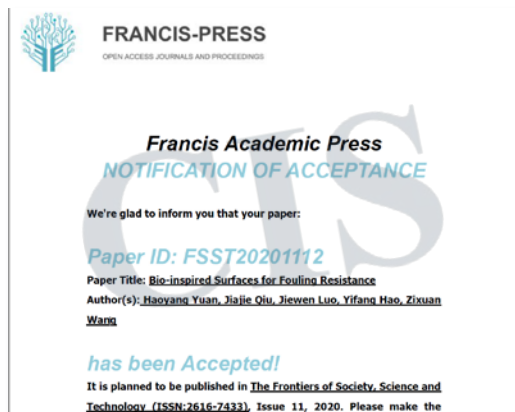 FRANCIS-PRESS
OPEN ACCESS JOURNALS AND PROCEEDINGS
CIS
Francis Academic Press
NOTIFICATION OF ACCEPTANCE
We're glad to inform you that your paper:
Paper ID: FSST20201112
Paper Title: Bio-inspired Surfaces for Fouling Resistance
Author(s): Haoyang Yuan, Jiajie Qiu, Jiewen Luo, Yifang Hao, Zixuan
Wang
has been Accepted!
It is planned to be published in The Frontiers of Society, Science and
Technology (ISSN:2616-7433), Issue 11, 2020. Please make the